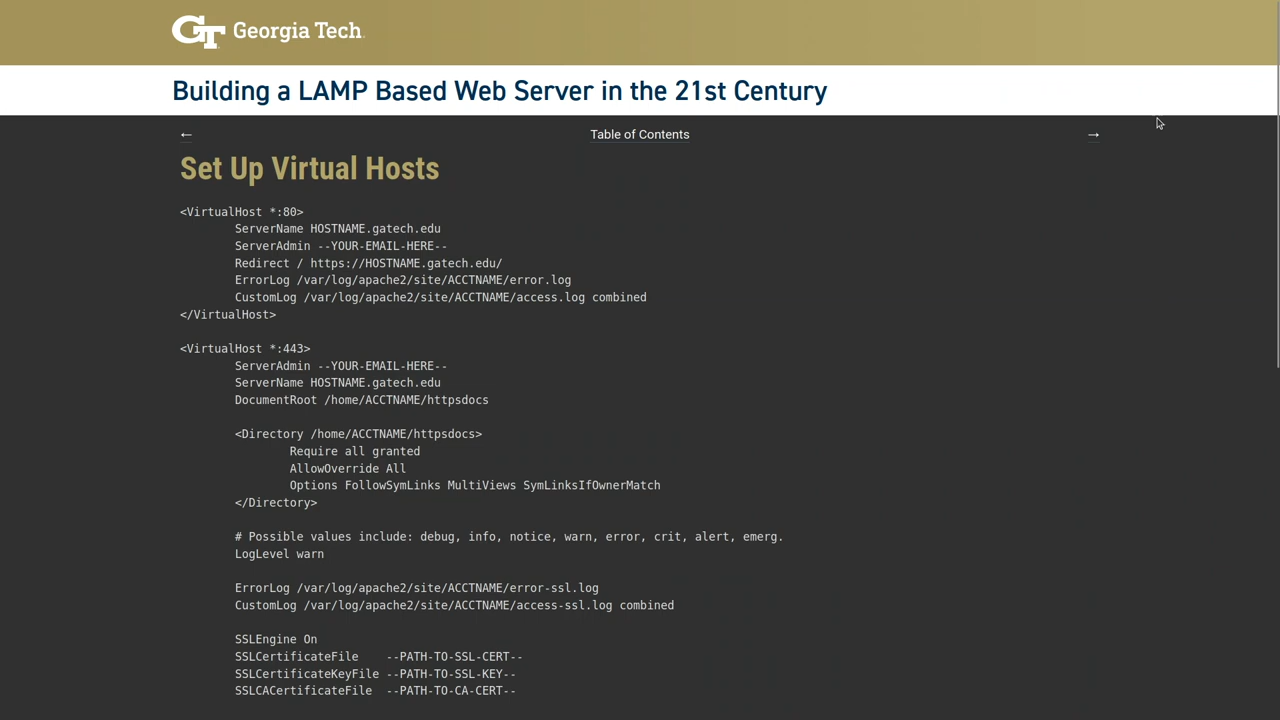 GT Georgia Tech
Building a LAMP Based Web Server in the 21st Century
← Table of Contents →
Set Up Virtual Hosts
<VirtualHost *:80>
ServerName HOSTNAME.gatech.edu
ServerAdmin --YOUR-EMAIL-HERE--
Redirect / https://HOSTNAME.gatech.edu/
ErrorLog /var/log/apache2/site/ACCTNAME/error.log
CustomLog /var/log/apache2/site/ACCTNAME/access.log combined
</VirtualHost>
<VirtualHost *:443>
ServerAdmin --YOUR-EMAIL-HERE--
ServerName HOSTNAME.gatech.edu
DocumentRoot /home/ACCTNAME/httpsdocs
<Directory /home/ACCTNAME/httpsdocs>
Require all granted
AllowOverride All
Options FollowSymLinks MultiViews SymLinksIfOwnerMatch
</Directory>
# Possible values include: debug, info, notice, warn, error, crit, alert, emerg.
LogLevel warn
ErrorLog /var/log/apache2/site/ACCTNAME/error-ssl.log
CustomLog /var/log/apache2/site/ACCTNAME/access-ssl.log combined
SSLEngine On
SSLCertificateFile --PATH-TO-SSL-CERT--
SSLCertificateKeyFile --PATH-TO-SSL-KEY--
SSLCACertificateFile --PATH-TO-CA-CERT--